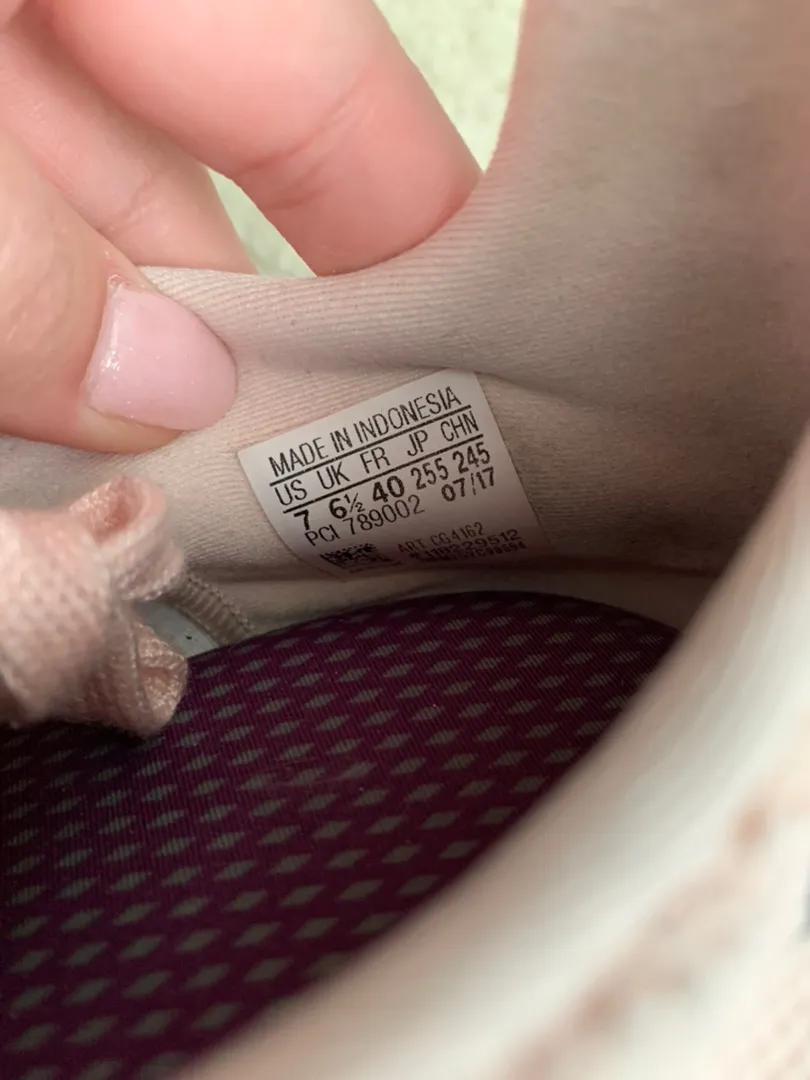 MADE IN INDONESIA
US UK FR JP CHN
7 6½ 40 255 245
PCI 789002 07/17
ART CG4162